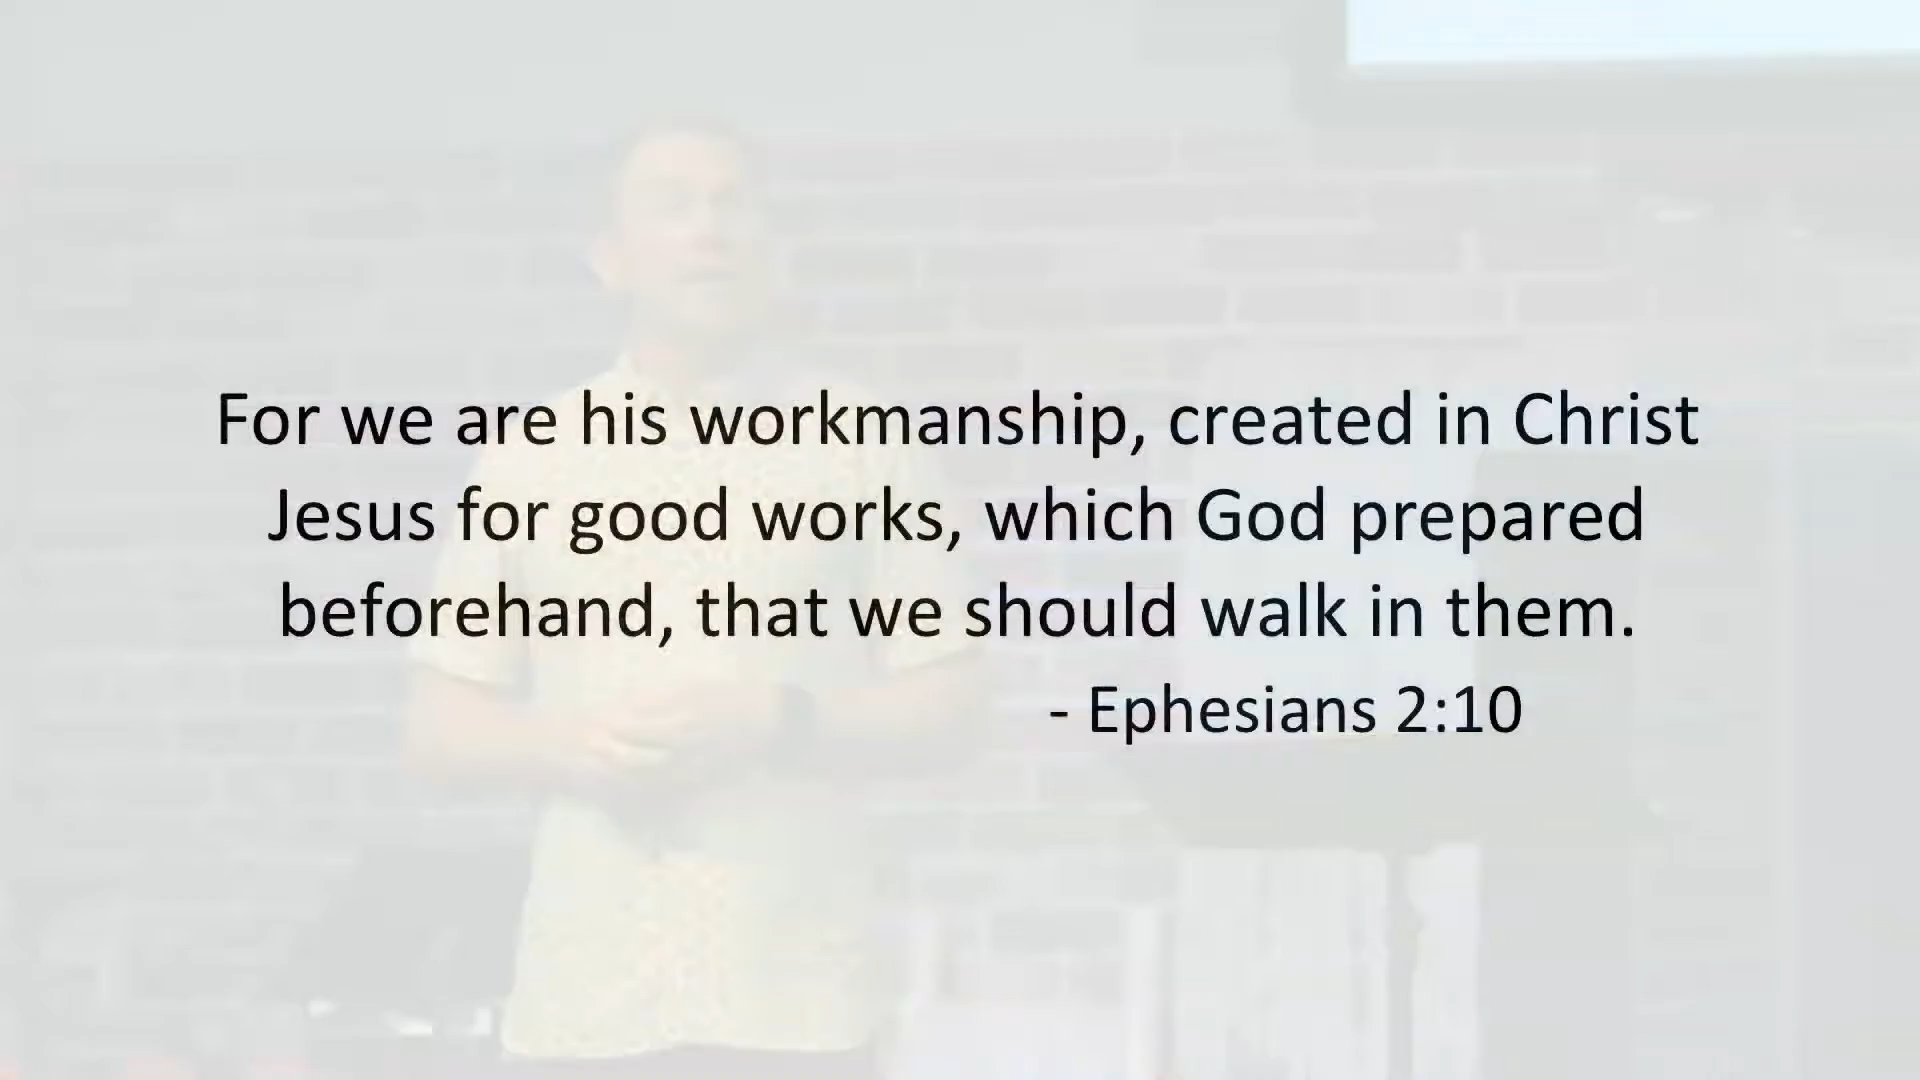 For we are his workmanship, created in Christ
Jesus for good works, which God prepared
beforehand, that we should walk in them.
- Ephesians 2:10